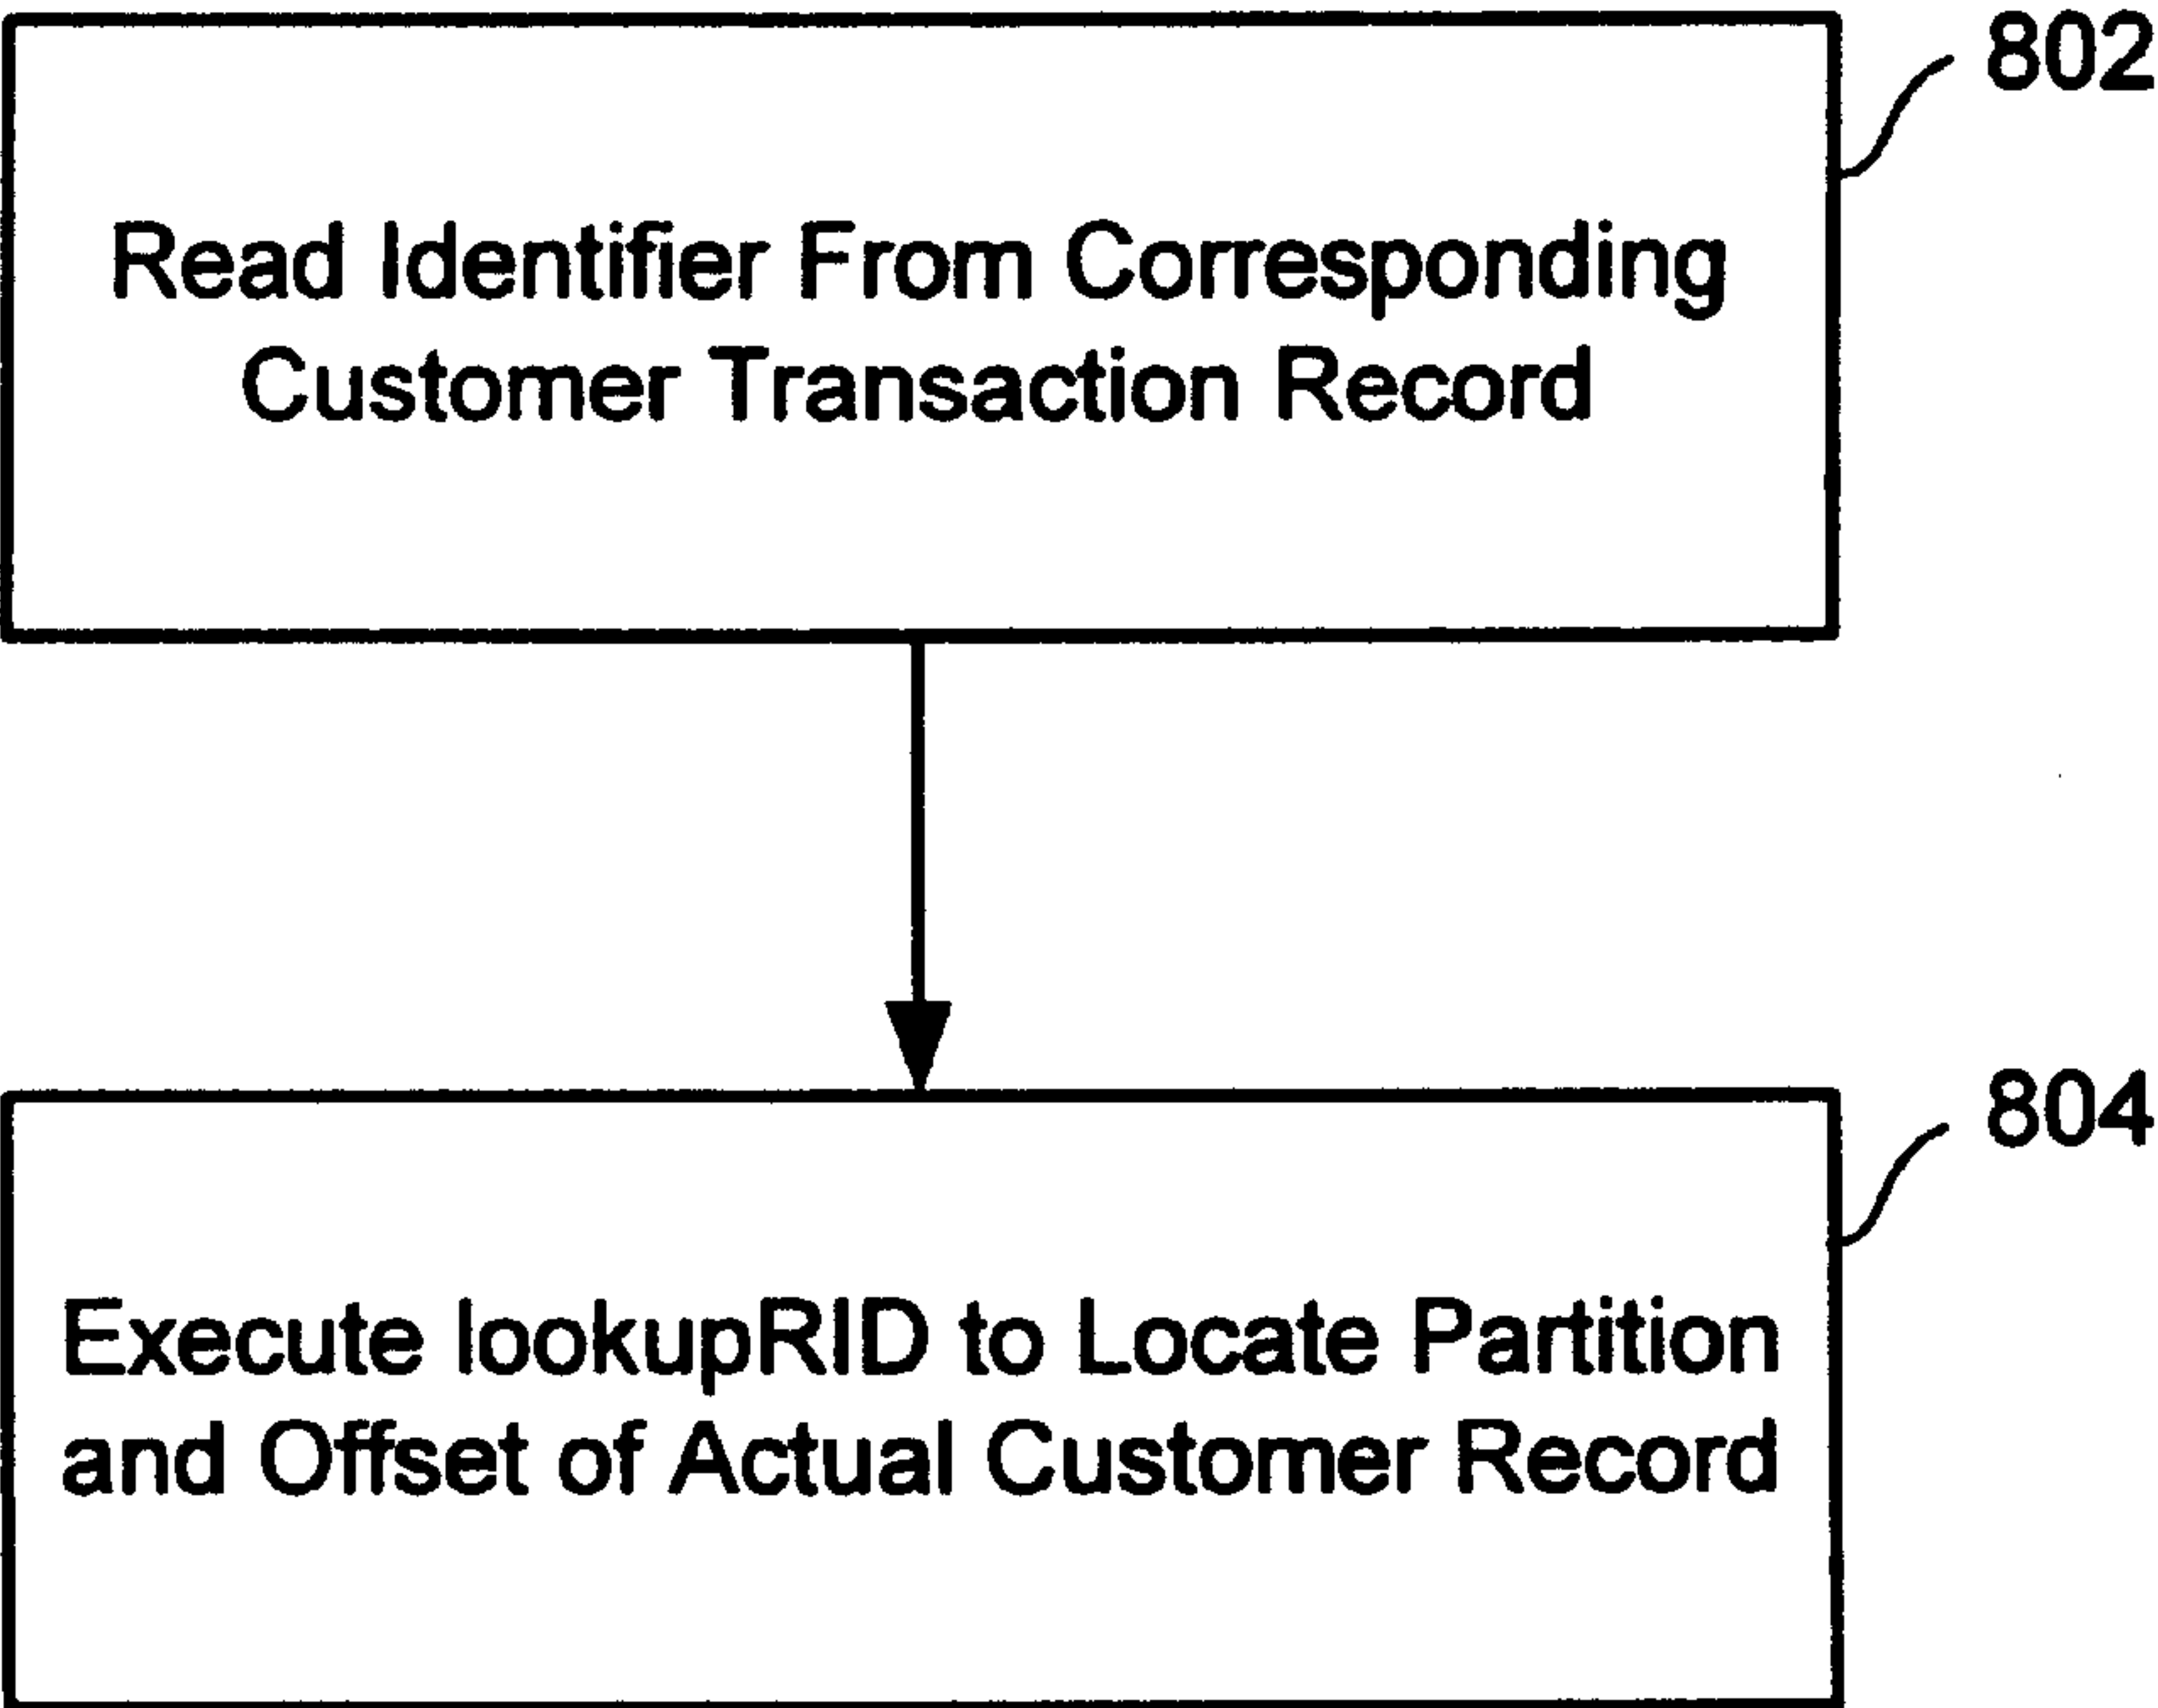 802
Read Identifier From Corresponding
Customer Transaction Record
804
Execute lookupRID to Locate Partition
and Offset of Actual Customer Record